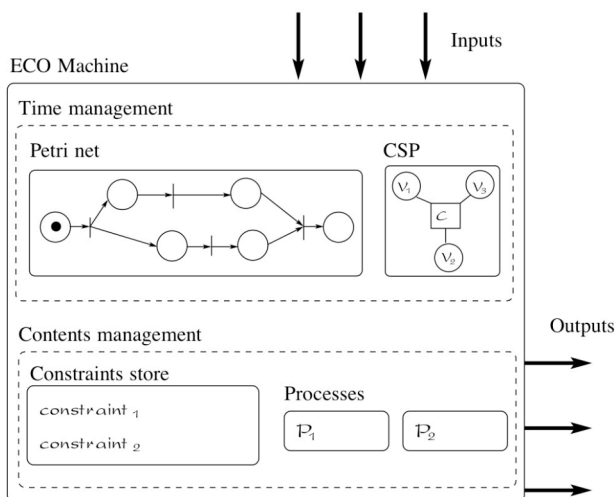 Inputs
ECO Machine
Time management
Petri net
CSP
V₁
V₃
C
V₂
Outputs
Contents management
Constraints store
constraint ₁
constraint ₂
Processes
P₁
P₂